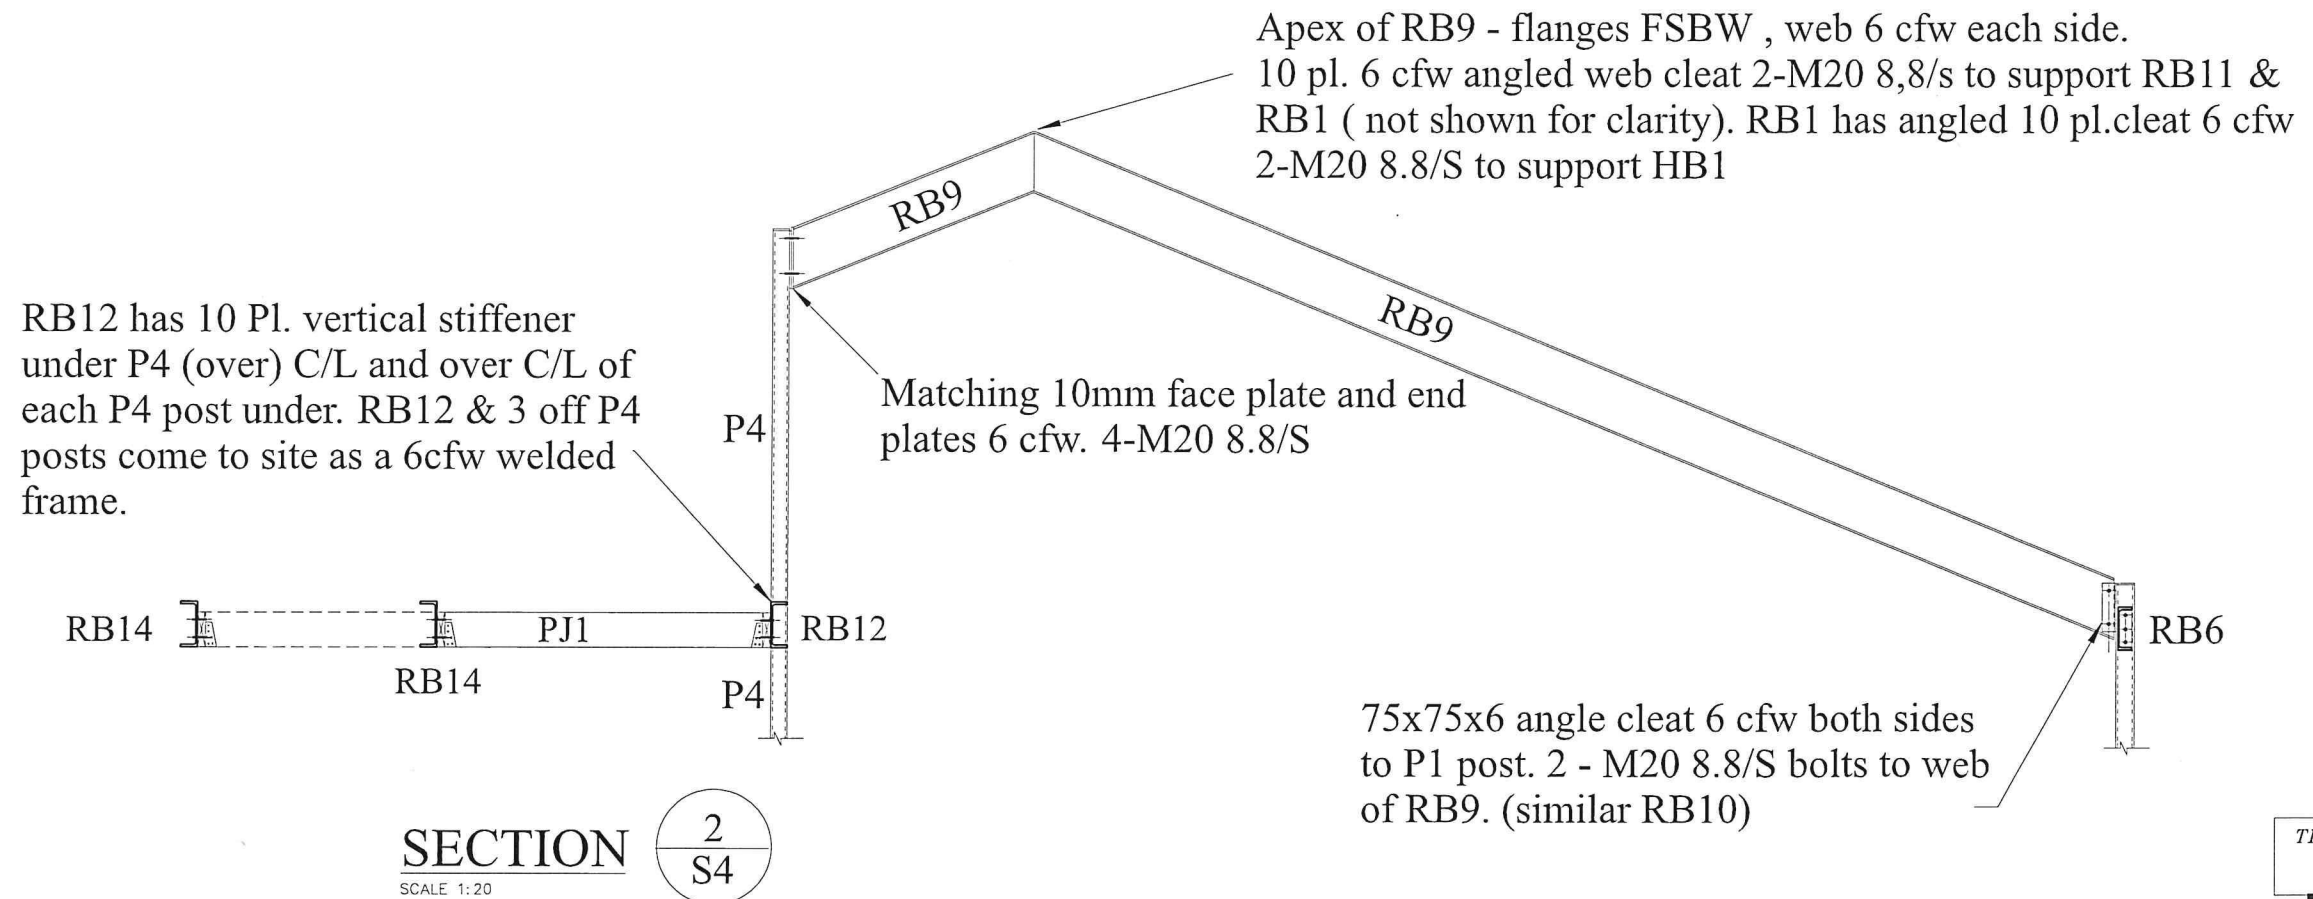 Apex of RB9 - flanges FSBW , web 6 cfw each side.
10 pl. 6 cfw angled web cleat 2-M20 8,8/s to support RB11 &
RB1 ( not shown for clarity). RB1 has angled 10 pl.cleat 6 cfw
2-M20 8.8/S to support HB1
RB9
RB9
RB12 has 10 Pl. vertical stiffener
under P4 (over) C/L and over C/L of
each P4 post under. RB12 & 3 off P4
posts come to site as a 6cfw welded
frame.
Matching 10mm face plate and end
plates 6 cfw. 4-M20 8.8/S
P4
RB14
PJ1
RB12
RB6
RB14
P4
75x75x6 angle cleat 6 cfw both sides
to P1 post. 2 - M20 8.8/S bolts to web
of RB9. (similar RB10)
SECTION
2
S4
SCALE 1:20